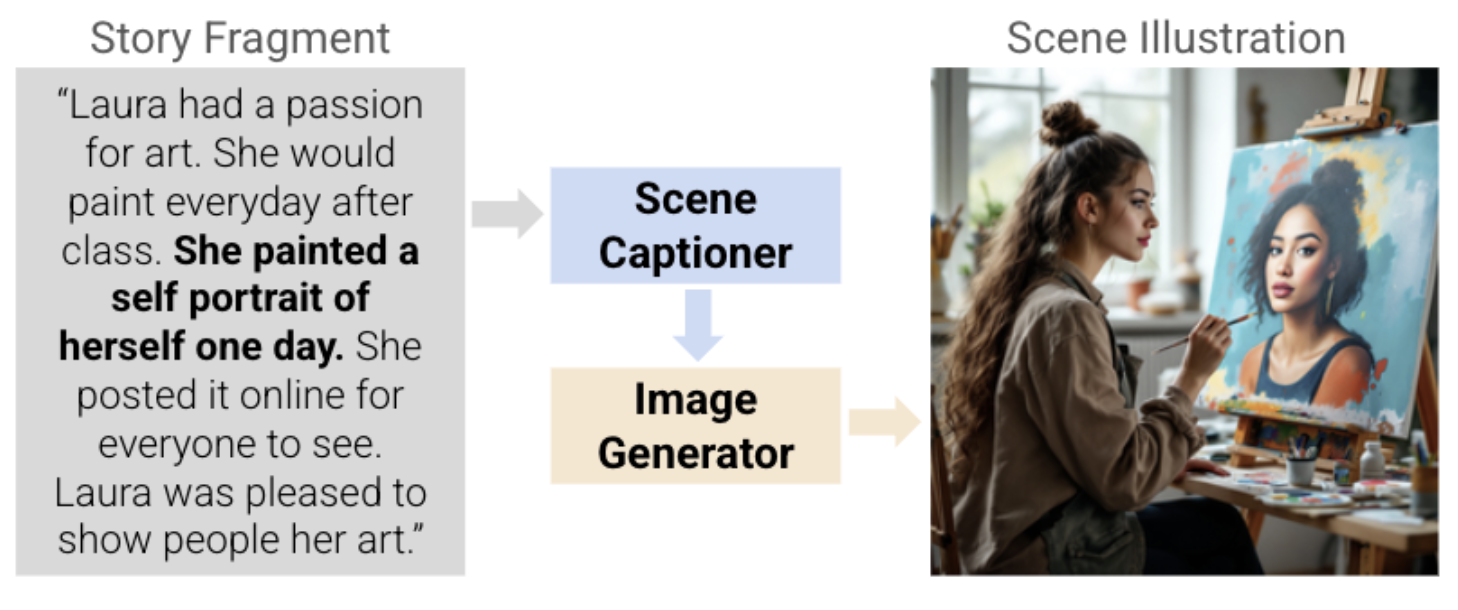 Story Fragment
“Laura had a passion
for art. She would
paint everyday after
class. She painted a
self portrait of
herself one day. She
posted it online for
everyone to see.
Laura was pleased to
show people her art.”
Scene
Captioner
Image
Generator
Scene Illustration